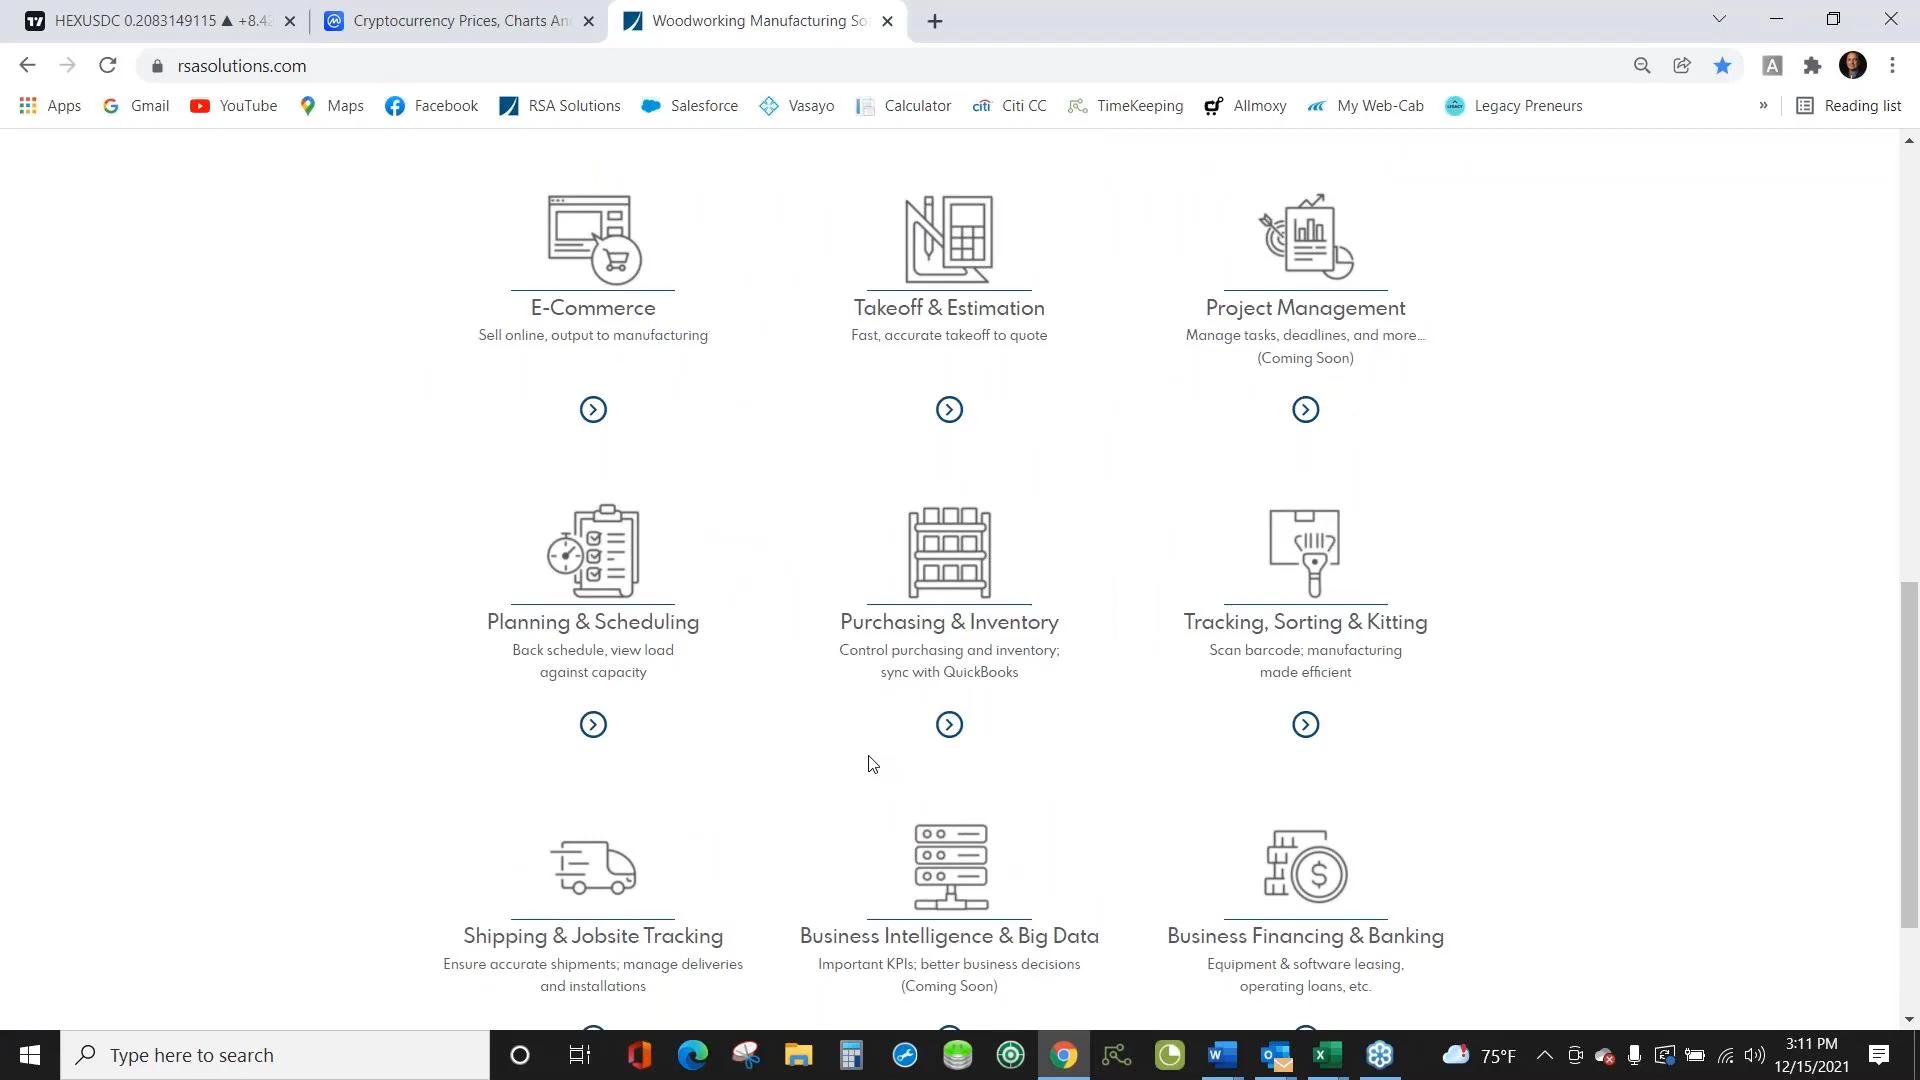 HEXUSDC 0.2083149115 ▲ +8.42
Cryptocurrency Prices, Charts An
Woodworking Manufacturing So
rsasolutions.com
Apps
Gmail
YouTube
Maps
Facebook
RSA Solutions
Salesforce
Vasayo
Calculator
citi Citi CC
TimeKeeping
Allmoxy
My Web-Cab
Legacy Preneurs
»
Reading list
E-Commerce
Sell online, output to manufacturing
Takeoff & Estimation
Fast, accurate takeoff to quote
Project Management
Manage tasks, deadlines, and more...
(Coming Soon)
Planning & Scheduling
Back schedule, view load
against capacity
Purchasing & Inventory
Control purchasing and inventory;
sync with QuickBooks
Tracking, Sorting & Kitting
Scan barcode; manufacturing
made efficient
Shipping & Jobsite Tracking
Ensure accurate shipments; manage deliveries
and installations
Business Intelligence & Big Data
Important KPIs; better business decisions
(Coming Soon)
Business Financing & Banking
Equipment & software leasing,
operating loans, etc.
Type here to search
75°F
3:11 PM
12/15/2021